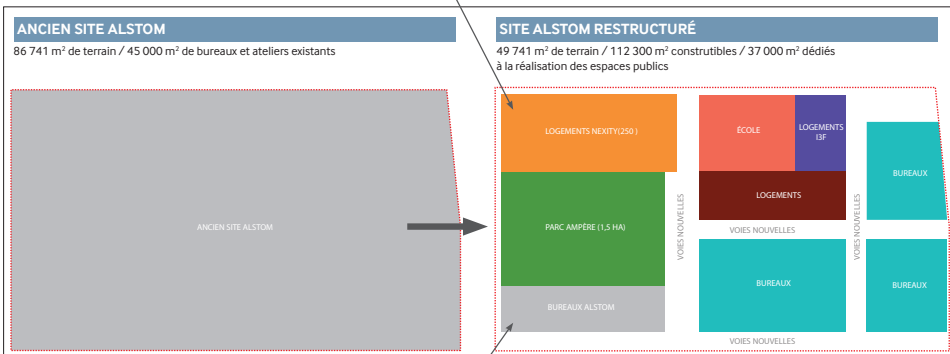 ANCIEN SITE ALSTOM
86 741 m² de terrain / 45 000 m² de bureaux et ateliers existants
ANCIEN SITE ALSTOM
SITE ALSTOM RESTRUCTURÉ
49 741 m² de terrain / 112 300 m² construtibles / 37 000 m² dédiés
à la réalisation des espaces publics
LOGEMENTS NEXITY(250 )
ÉCOLE
LOGEMENTS
I3F
BUREAUX
LOGEMENTS
PARC AMPÈRE (1,5 HA)
VOIES NOUVELLES
VOIES NOUVELLES
VOIES NOUVELLES
BUREAUX
BUREAUX
BUREAUX ALSTOM
VOIES NOUVELLES